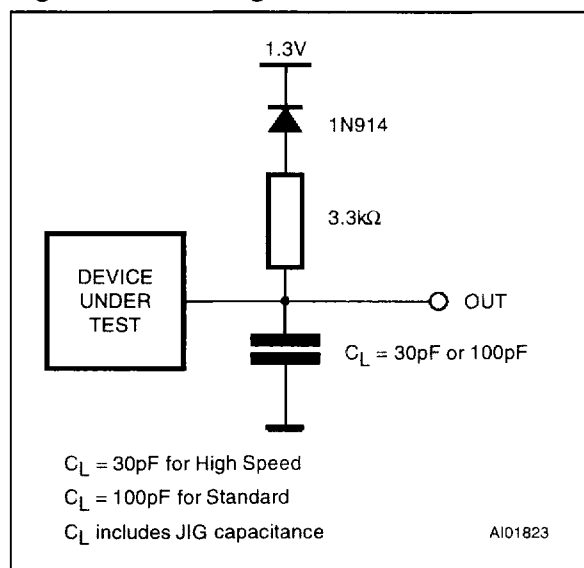 1.3V
1N914
3.3kΩ
DEVICE
UNDER
TEST
OUT
CL = 30pF or 100pF
CL = 30pF for High Speed
CL = 100pF for Standard
CL includes JIG capacitance
AI01823